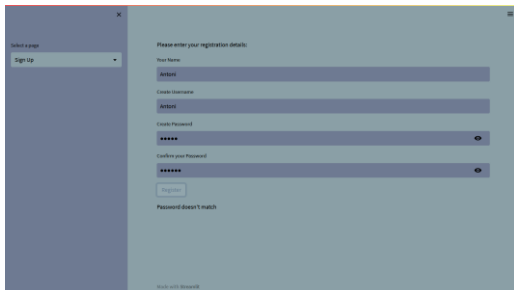 Select a page
Sign Up
Please enter your registration details:
Your Name
Antoni
Create Username
Antoni
Create Password
•••••
Confirm your Password
••••••
Register
Password doesn't match
Made with Streamlit